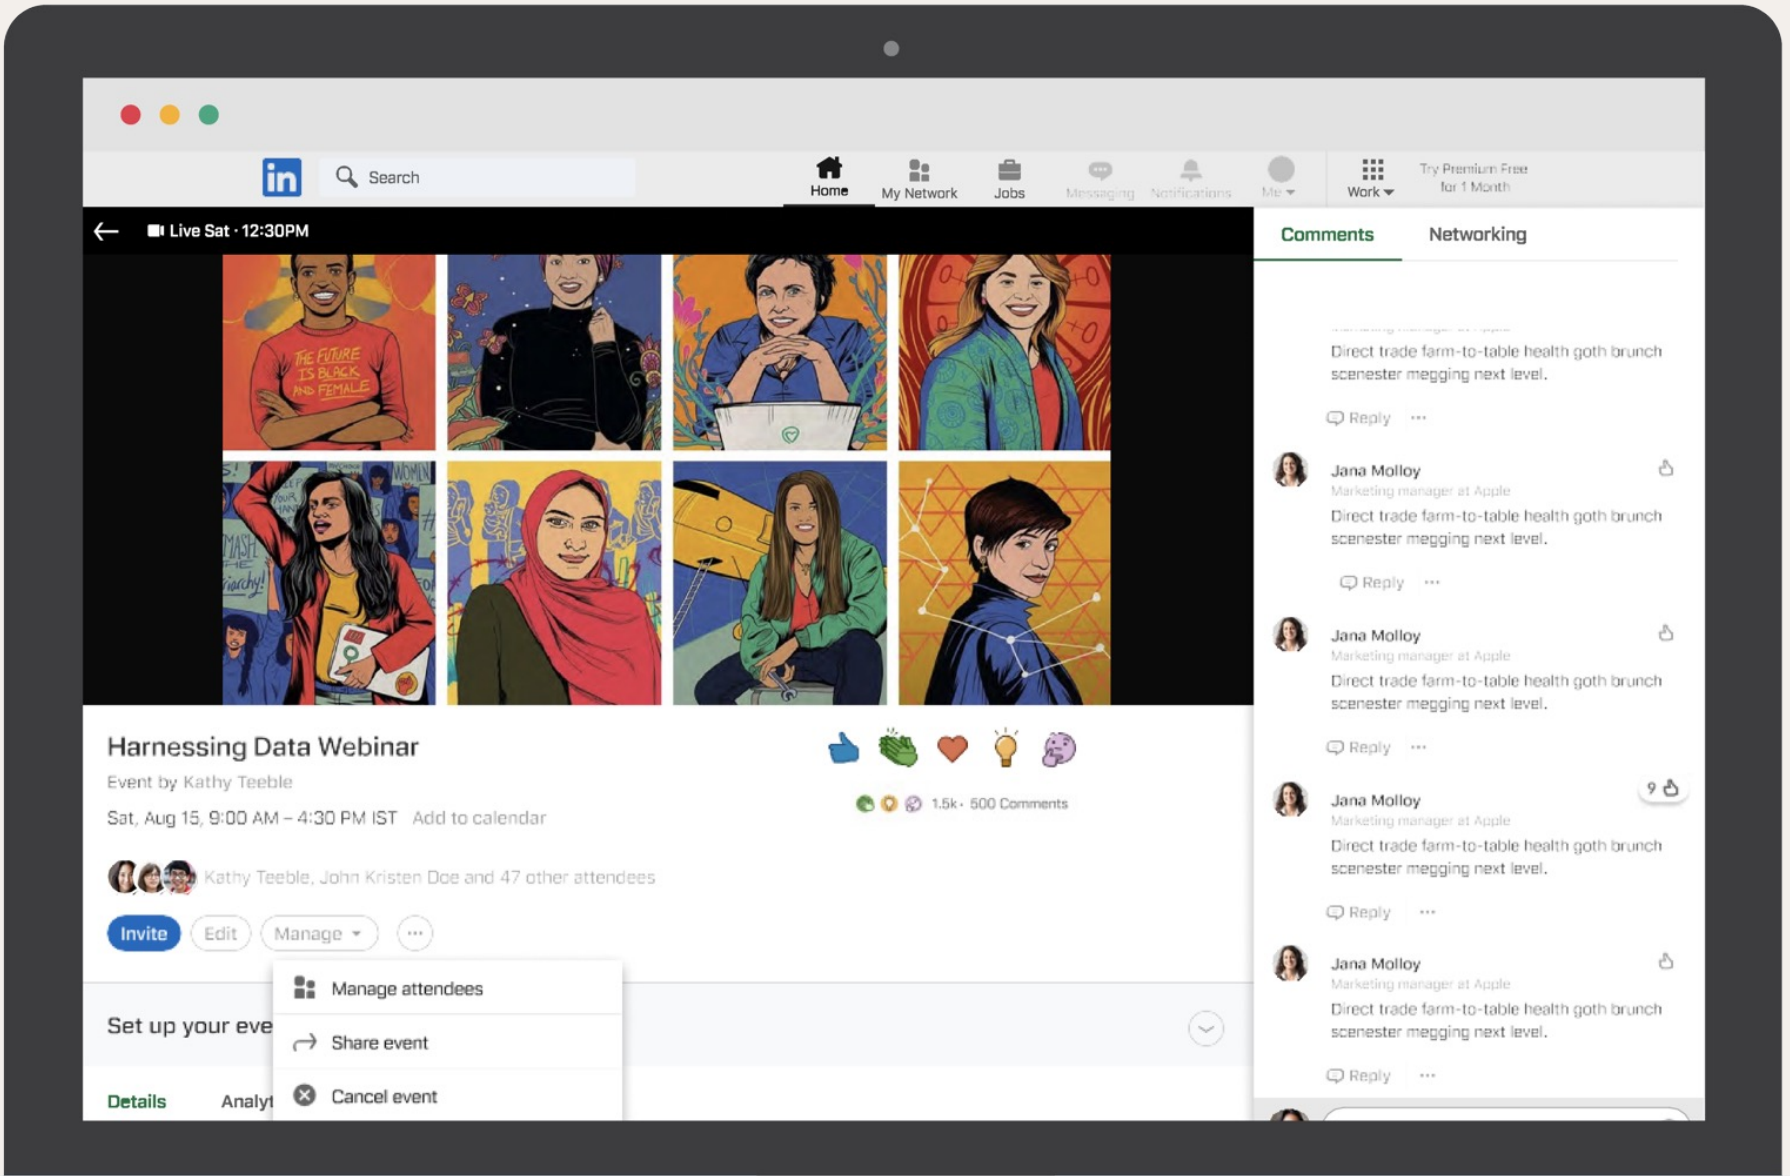 in
Search
Home
My Network
Jobs
Messaging
Notifications
Me
Work
Try Premium Free
for 1 Month
Live Sat · 12:30PM
THE FUTURE
IS BLACK
AND FEMALE
WOMEN
YOUR
THE
Harnessing Data Webinar
Event by Kathy Teeble
Sat, Aug 15, 9:00 AM – 4:30 PM IST Add to calendar
Kathy Teeble, John Kristen Doe and 47 other attendees
Invite
Edit
Manage
1.5k · 500 Comments
Manage attendees
Share event
Cancel event
Set up your eve
Details
Analyt
Comments
Networking
Marketing manager at Apple
Direct trade farm-to-table health goth brunch
scenester megging next level.
Reply
Jana Molloy
Marketing manager at Apple
Direct trade farm-to-table health goth brunch
scenester megging next level.
Reply
Jana Molloy
Marketing manager at Apple
Direct trade farm-to-table health goth brunch
scenester megging next level.
Reply
9
Jana Molloy
Marketing manager at Apple
Direct trade farm-to-table health goth brunch
scenester megging next level.
Reply
Jana Molloy
Marketing manager at Apple
Direct trade farm-to-table health goth brunch
scenester megging next level.
Reply